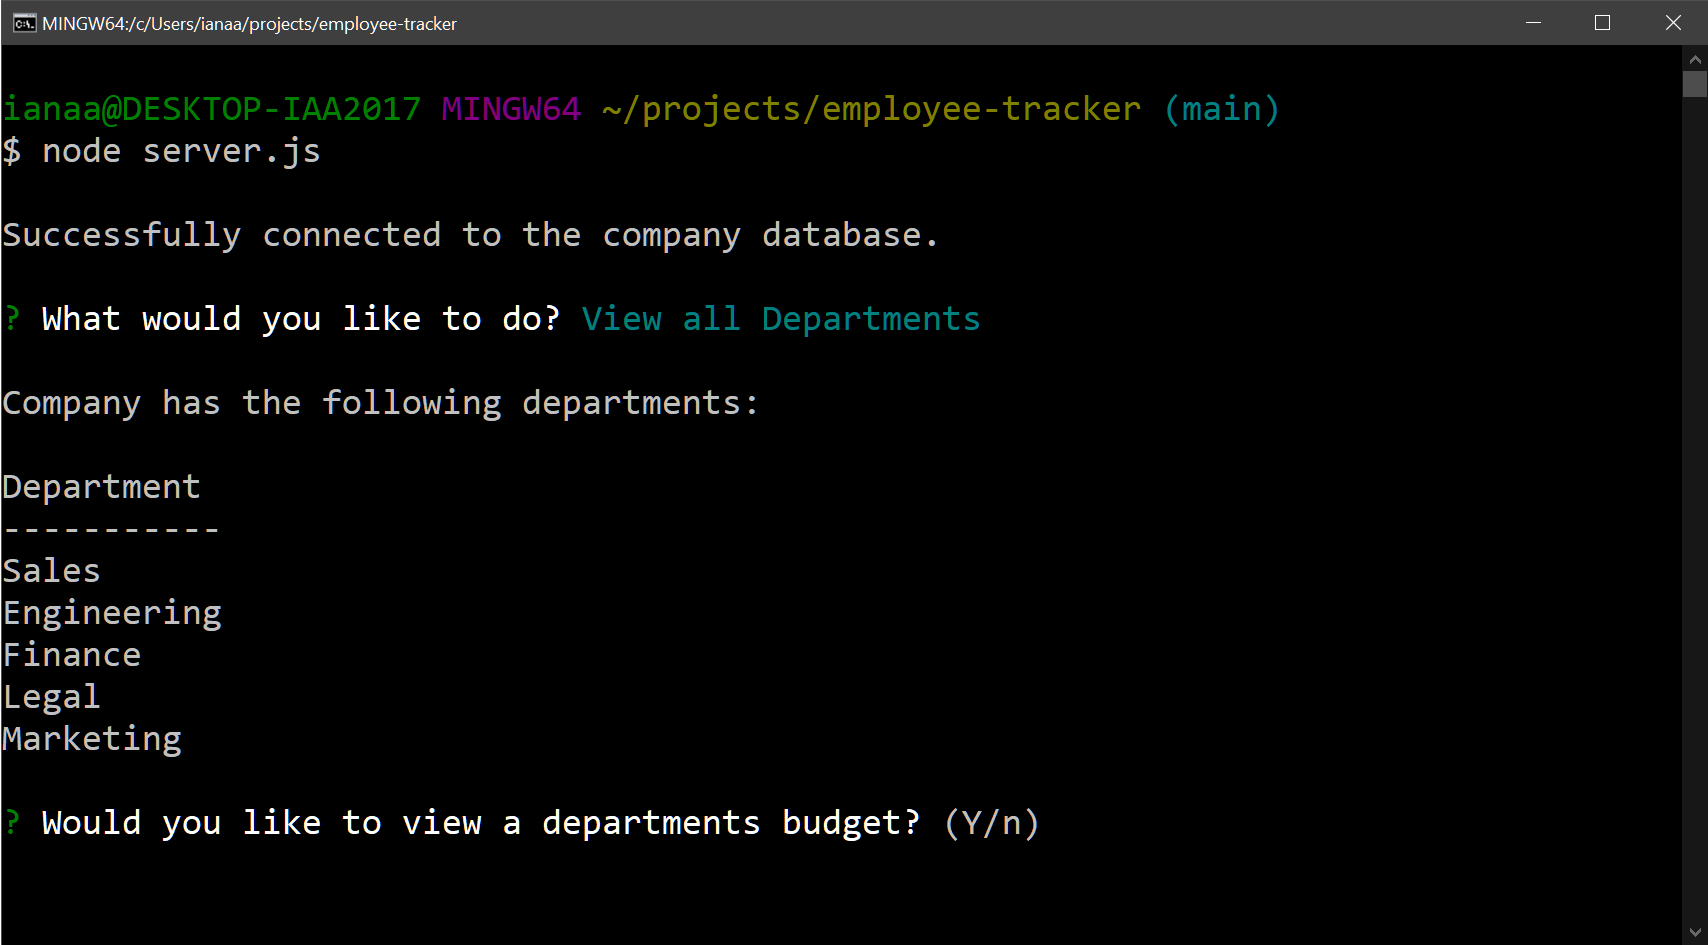 MINGW64:/c/Users/ianaa/projects/employee-tracker
ianaa@DESKTOP-IAA2017 MINGW64 ~/projects/employee-tracker (main)
$ node server.js
Successfully connected to the company database.
? What would you like to do? View all Departments
Company has the following departments:
Department
-----------
Sales
Engineering
Finance
Legal
Marketing
? Would you like to view a departments budget? (Y/n)